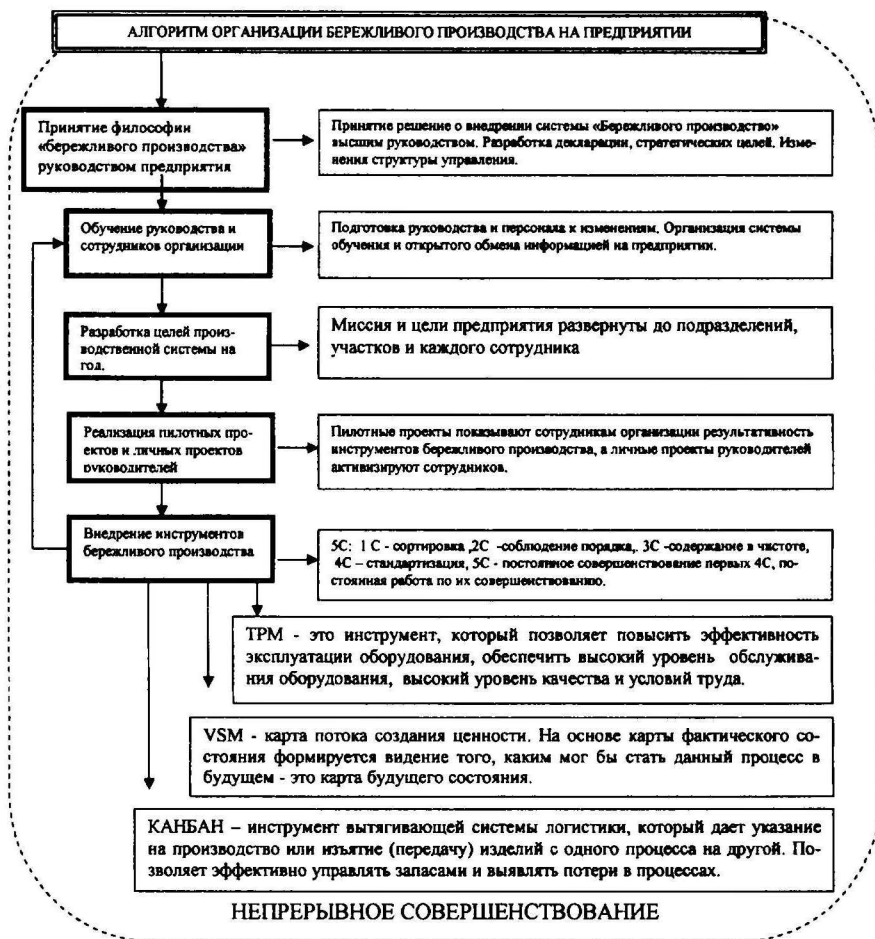 АЛГОРИТМ ОРГАНИЗАЦИИ БЕРЕЖЛИВОГО ПРОИЗВОДСТВА НА ПРЕДПРИЯТИИ
Принятие философии
«бережливого производства»
руководством предприятия
Принятие решение о внедрении системы «Бережливого производство»
высшим руководством. Разработка декларации, стратегических целей. Изме-
нения структуры управления.
Обучение руководства и
сотрудников организации
Подготовка руководства и персонала к изменениям. Организация системы
обучения и открытого обмена информацией на предприятии.
Разработка целей произ-
водственной системы на
год.
Миссия и цели предприятия развернуты до подразделений,
участков и каждого сотрудника
Реализация пилотных про-
ектов и личных проектов
руководителей
Пилотные проекты показывают сотрудникам организации результативность
инструментов бережливого производства, а личные проекты руководителей
активизируют сотрудников.
Внедрение инструментов
бережливого производства
5С: 1 С - сортировка ,2С -соблюдение порядка,. 3С -содержание в чистоте,
4С – стандартизация, 5С - постоянное совершенствование первых 4С, по-
стоянная работа по их совершенствованию.
ТРМ - это инструмент, который позволяет повысить эффективность
эксплуатации оборудования, обеспечить высокий уровень обслужива-
ния оборудования, высокий уровень качества и условий труда.
VSM - карта потока создания ценности. На основе карты фактического со-
стояния формируется видение того, каким мог бы стать данный процесс в
будущем - это карта будущего состояния.
КАНБАН – инструмент вытягивающей системы логистики, который дает указание
на производство или изъятие (передачу) изделий с одного процесса на другой. По-
зволяет эффективно управлять запасами и выявлять потери в процессах.
НЕПРЕРЫВНОЕ СОВЕРШЕНСТВОВАНИЕ